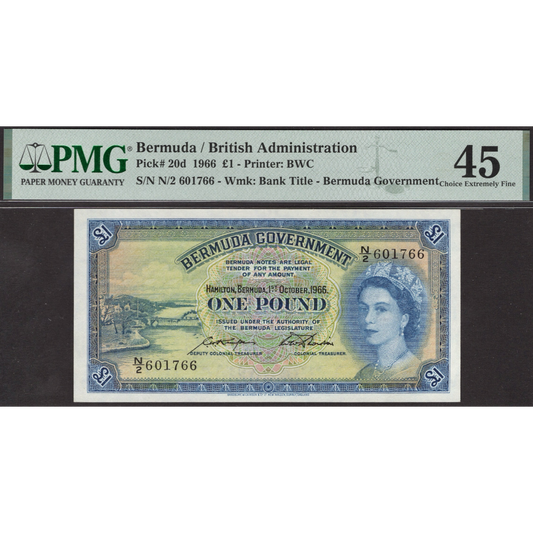 PMG
PAPER MONEY GUARANTY
Bermuda / British Administration
Pick# 20d 1966 £1 - Printer: BWC
S/N N/2 601766 - Wmk: Bank Title - Bermuda Government
45
Choice Extremely Fine
£1
£1
BERMUDA GOVERNMENT
N/2 601766
BERMUDA NOTES ARE LEGAL
TENDER FOR THE PAYMENT
OF ANY AMOUNT.
HAMILTON, BERMUDA, 1ST OCTOBER, 1966.
ONE POUND
ISSUED UNDER THE AUTHORITY OF
THE BERMUDA LEGISLATURE
DEPUTY COLONIAL TREASURER
COLONIAL TREASURER
N/2 601766
£1
£1